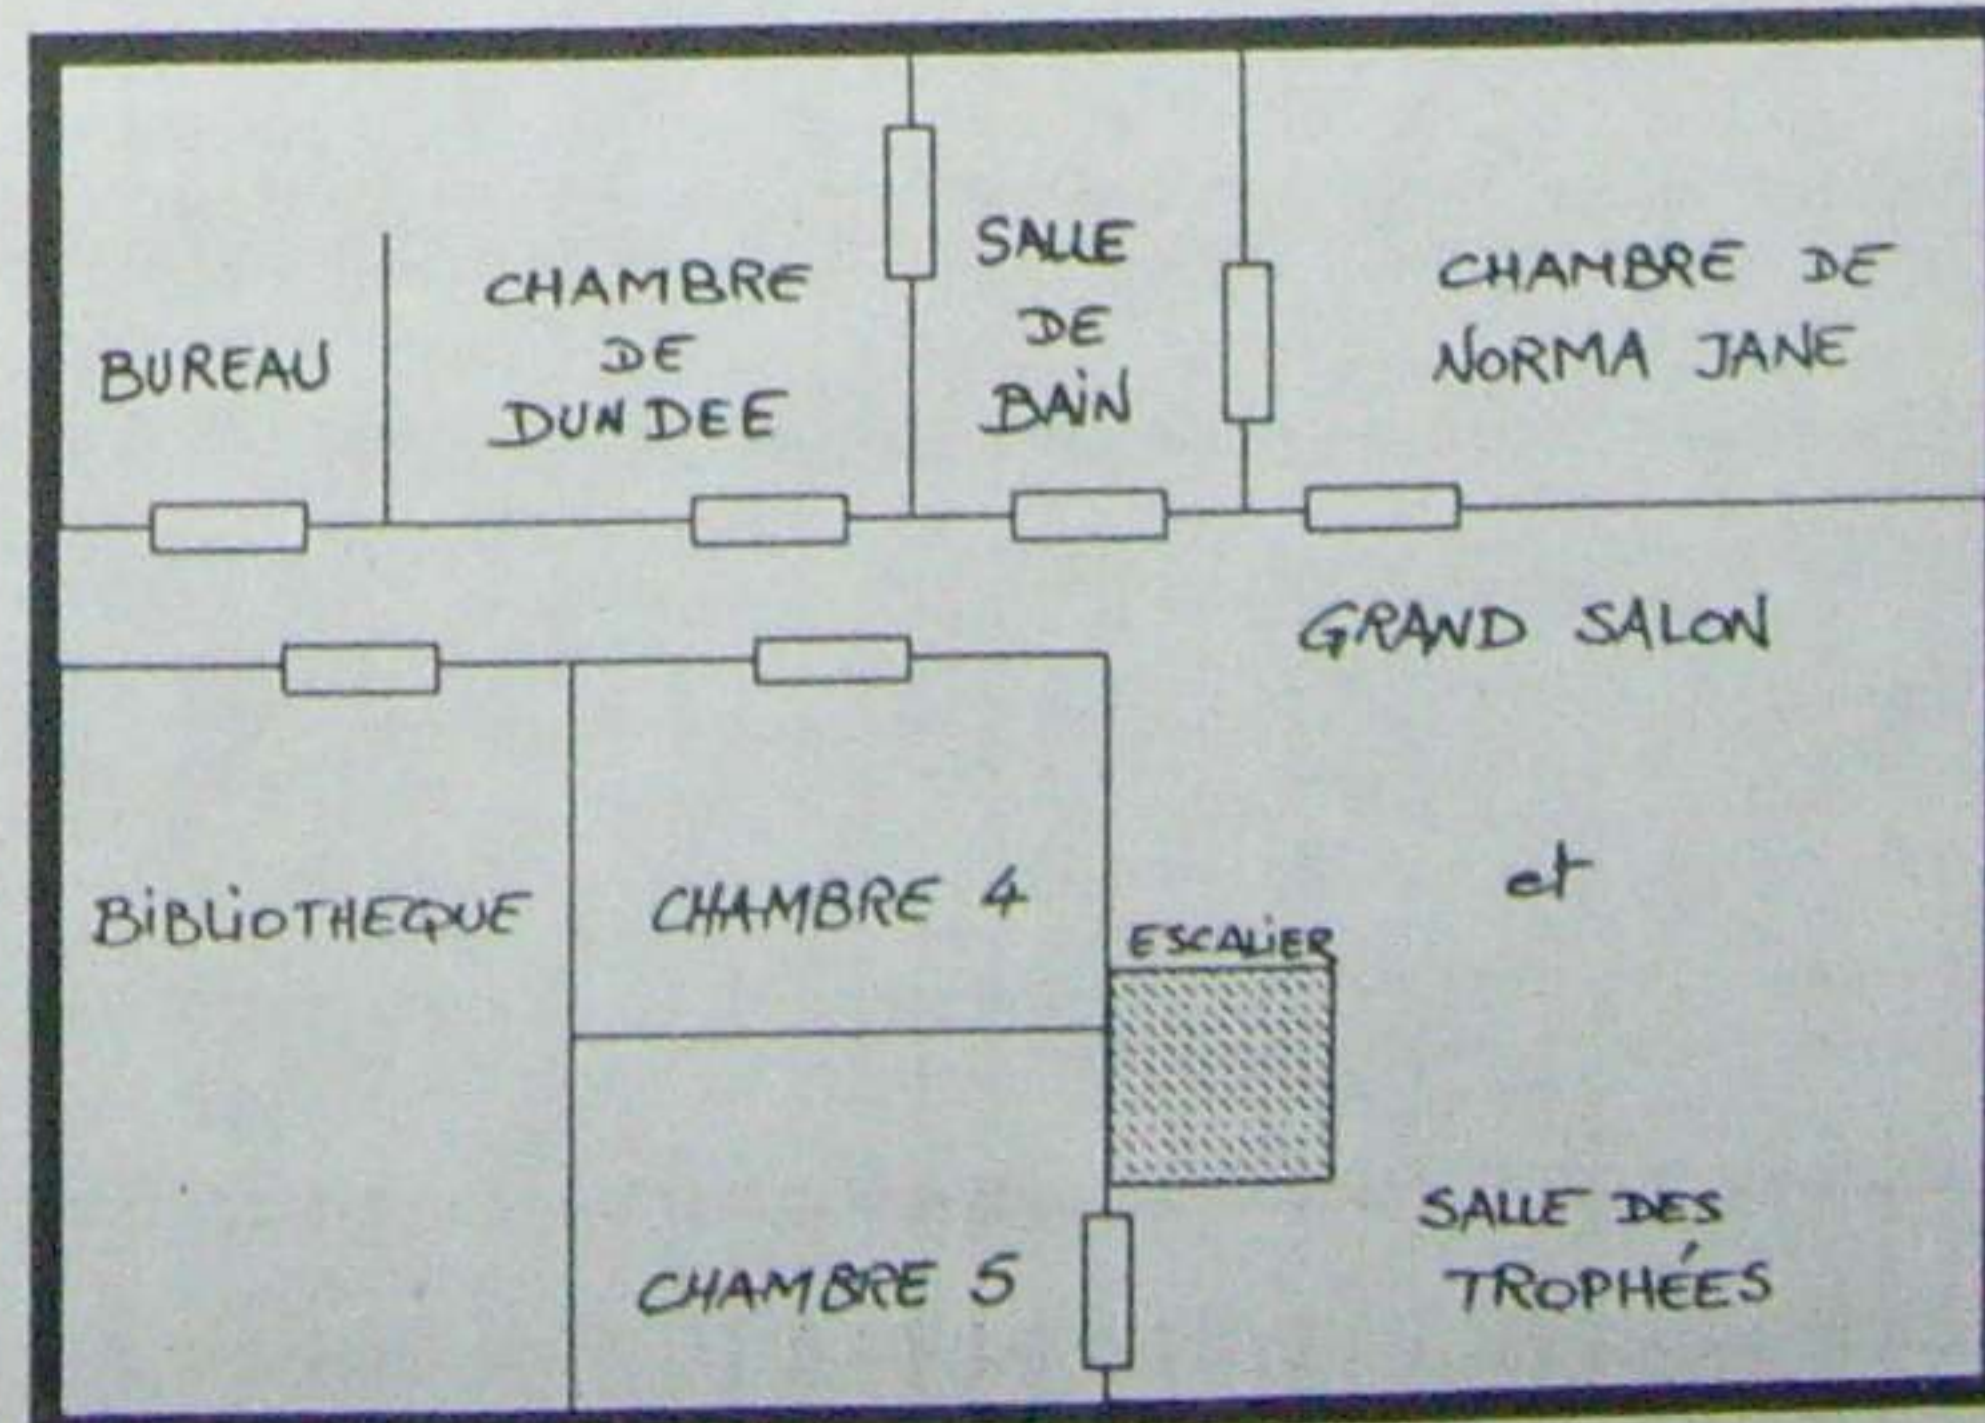 BUREAU
CHAMBRE
DE
DUNDEE
SALLE
DE
BAIN
CHAMBRE DE
NORMA JANE
GRAND SALON
et
SALLE DES
TROPHÉES
BIBLIOTHEQUE
CHAMBRE 4
ESCALIER
CHAMBRE 5